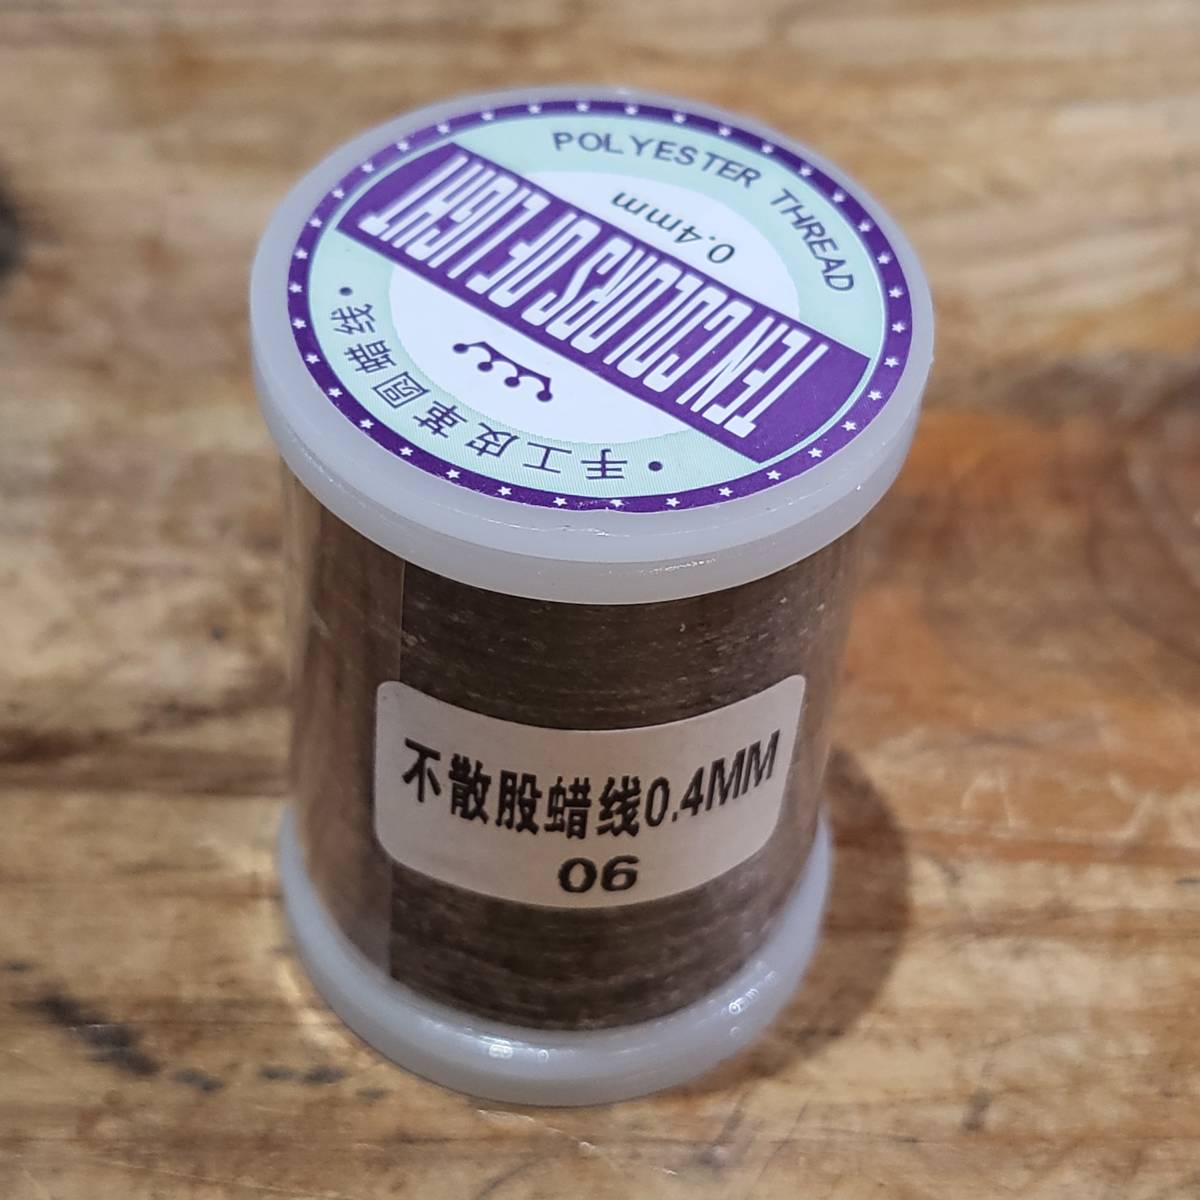 POLYESTER THREAD
0.4mm
TEN COLORS OF LIGHT
·手工皮革圆蜡线·
不散股蜡线0.4MM
06